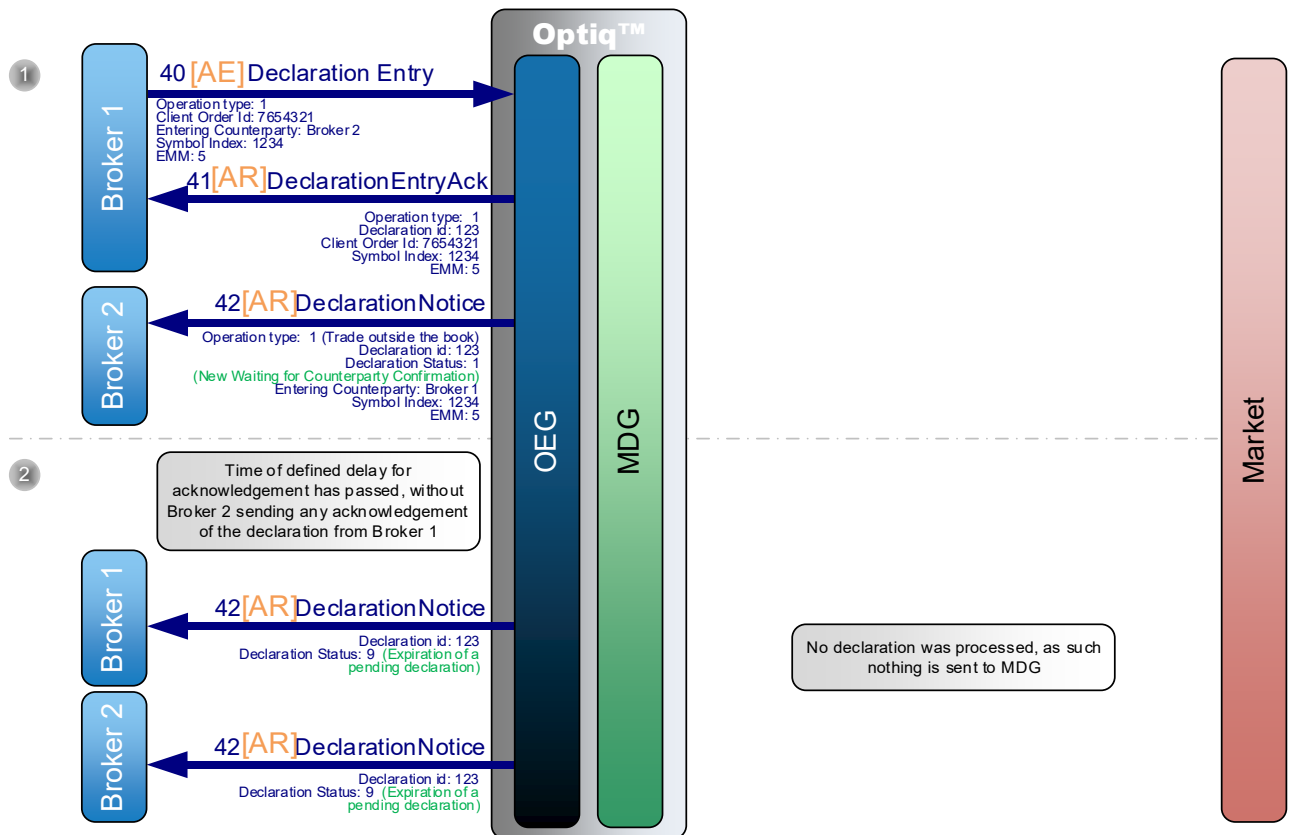 Optiq™
1
Broker 1
40 [AE] Declaration Entry
Operation type: 1
Client Order Id: 7654321
Entering Counterparty: Broker 2
Symbol Index: 1234
EMM: 5
41 [AR] DeclarationEntryAck
Operation type: 1
Declaration id: 123
Client Order Id: 7654321
Symbol Index: 1234
EMM: 5
Broker 2
42 [AR] DeclarationNotice
Operation type: 1 (Trade outside the book)
Declaration id: 123
Declaration Status: 1
(New Waiting for Counterparty Confirmation)
Entering Counterparty: Broker 1
Symbol Index: 1234
EMM: 5
OEG
MDG
Market
2
Time of defined delay for
acknowledgement has passed, without
Broker 2 sending any acknowledgement
of the declaration from Broker 1
Broker 1
42 [AR] DeclarationNotice
Declaration id: 123
Declaration Status: 9 (Expiration of a
pending declaration)
No declaration was processed, as such
nothing is sent to MDG
Broker 2
42 [AR] DeclarationNotice
Declaration id: 123
Declaration Status: 9 (Expiration of a
pending declaration)